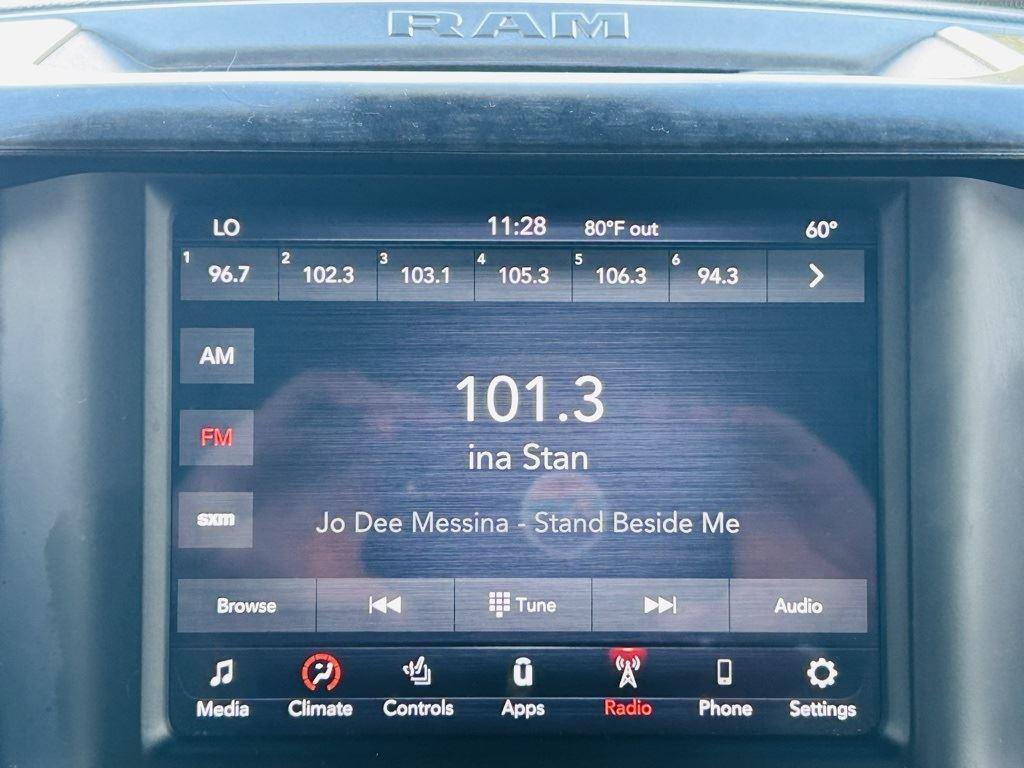 RAM
LO 11:28 80°F out 60°
1 96.7 2 102.3 3 103.1 4 105.3 5 106.3 6 94.3
AM
101.3
FM
ina Stan
sxm
Jo Dee Messina - Stand Beside Me
Browse Tune Audio
u
Media Climate Controls Apps Radio Phone Settings